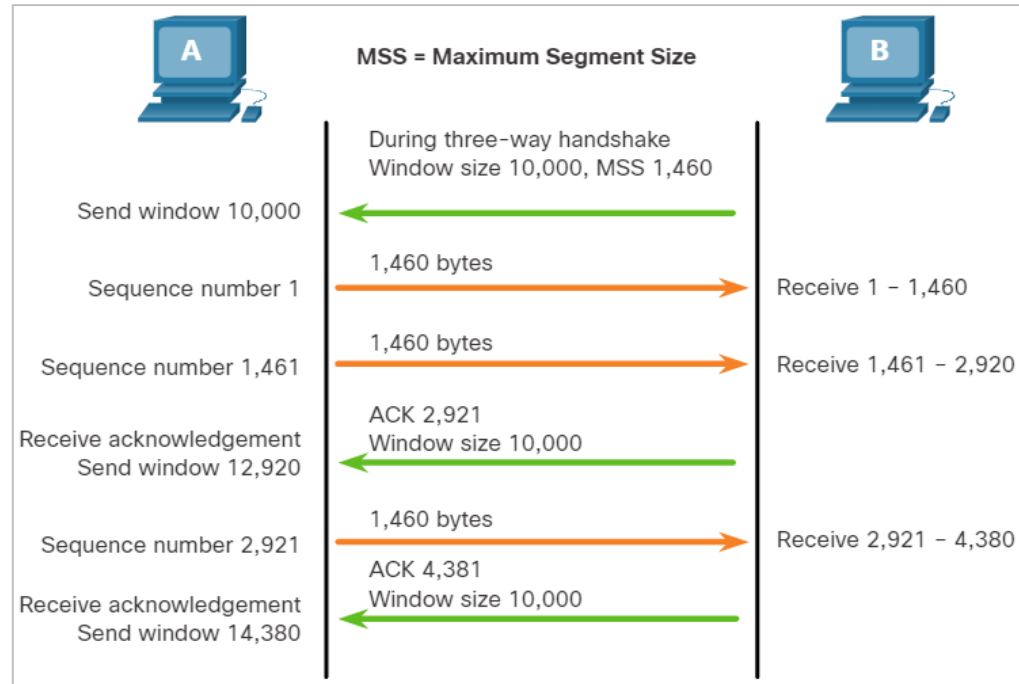 A
MSS = Maximum Segment Size
B
During three-way handshake
Window size 10,000, MSS 1,460
Send window 10,000
1,460 bytes
Sequence number 1
Receive 1 – 1,460
1,460 bytes
Sequence number 1,461
Receive 1,461 – 2,920
ACK 2,921
Window size 10,000
Receive acknowledgement
Send window 12,920
1,460 bytes
Sequence number 2,921
Receive 2,921 – 4,380
ACK 4,381
Window size 10,000
Receive acknowledgement
Send window 14,380